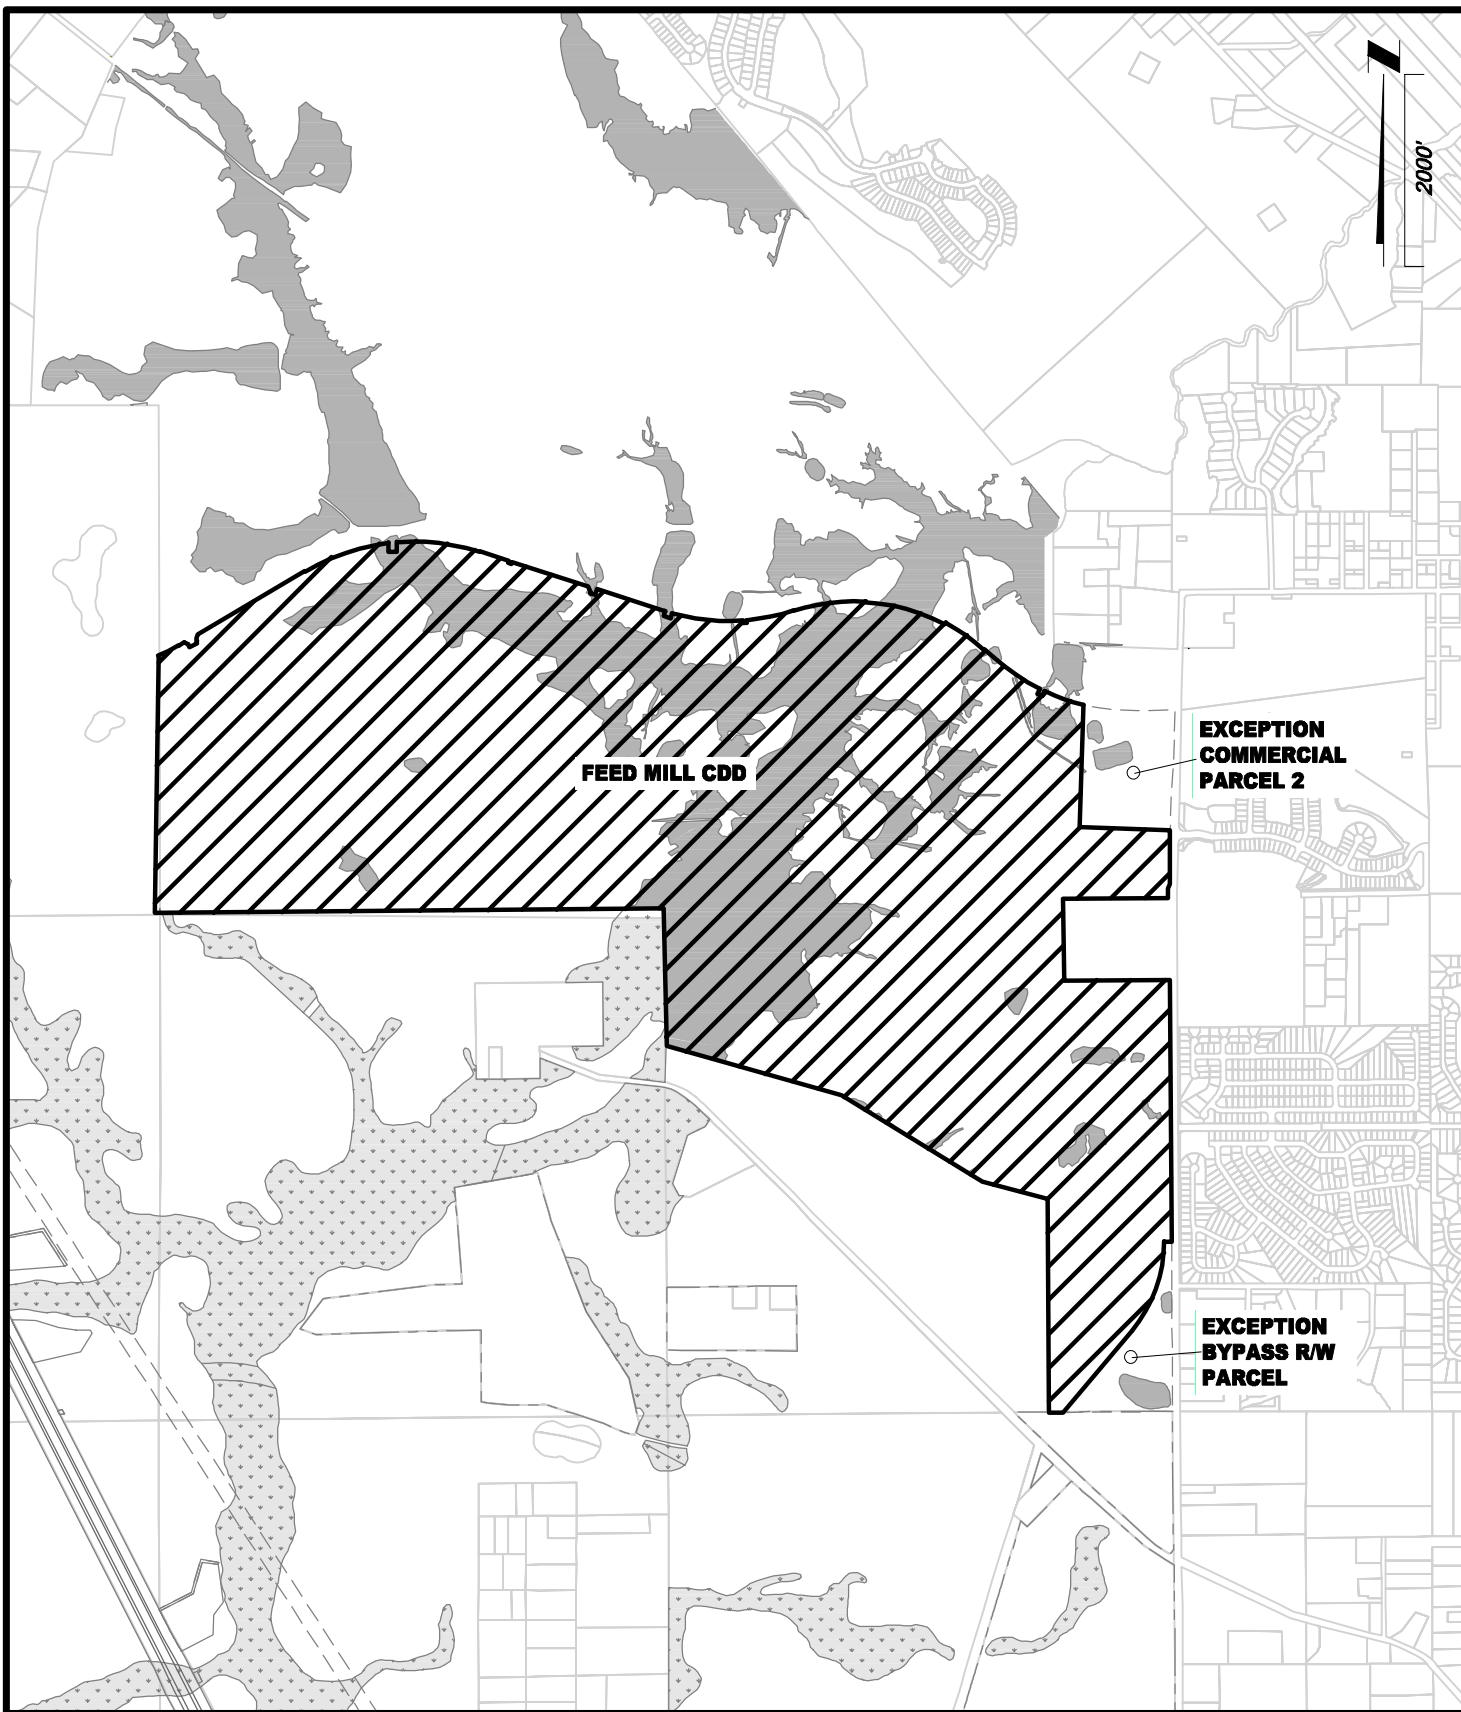 2000'
EXCEPTION
COMMERCIAL
PARCEL 2
FEED MILL CDD
EXCEPTION
BYPASS R/W
PARCEL